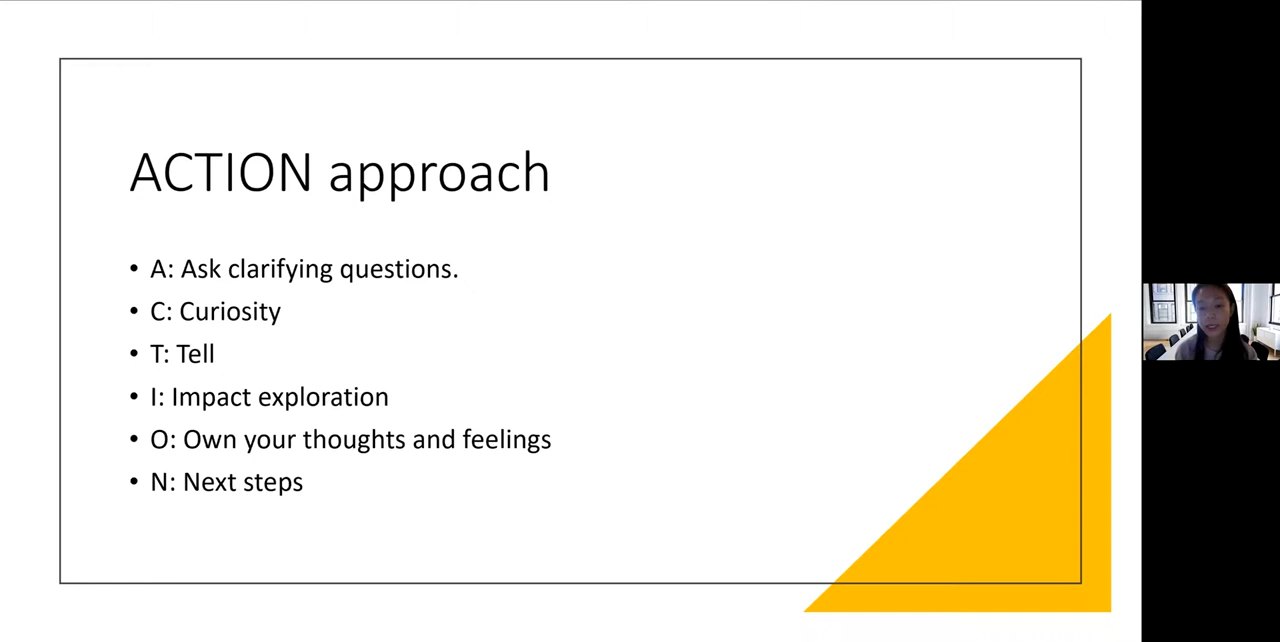 ACTION approach
• A: Ask clarifying questions.
• C: Curiosity
• T: Tell
• I: Impact exploration
• O: Own your thoughts and feelings
• N: Next steps